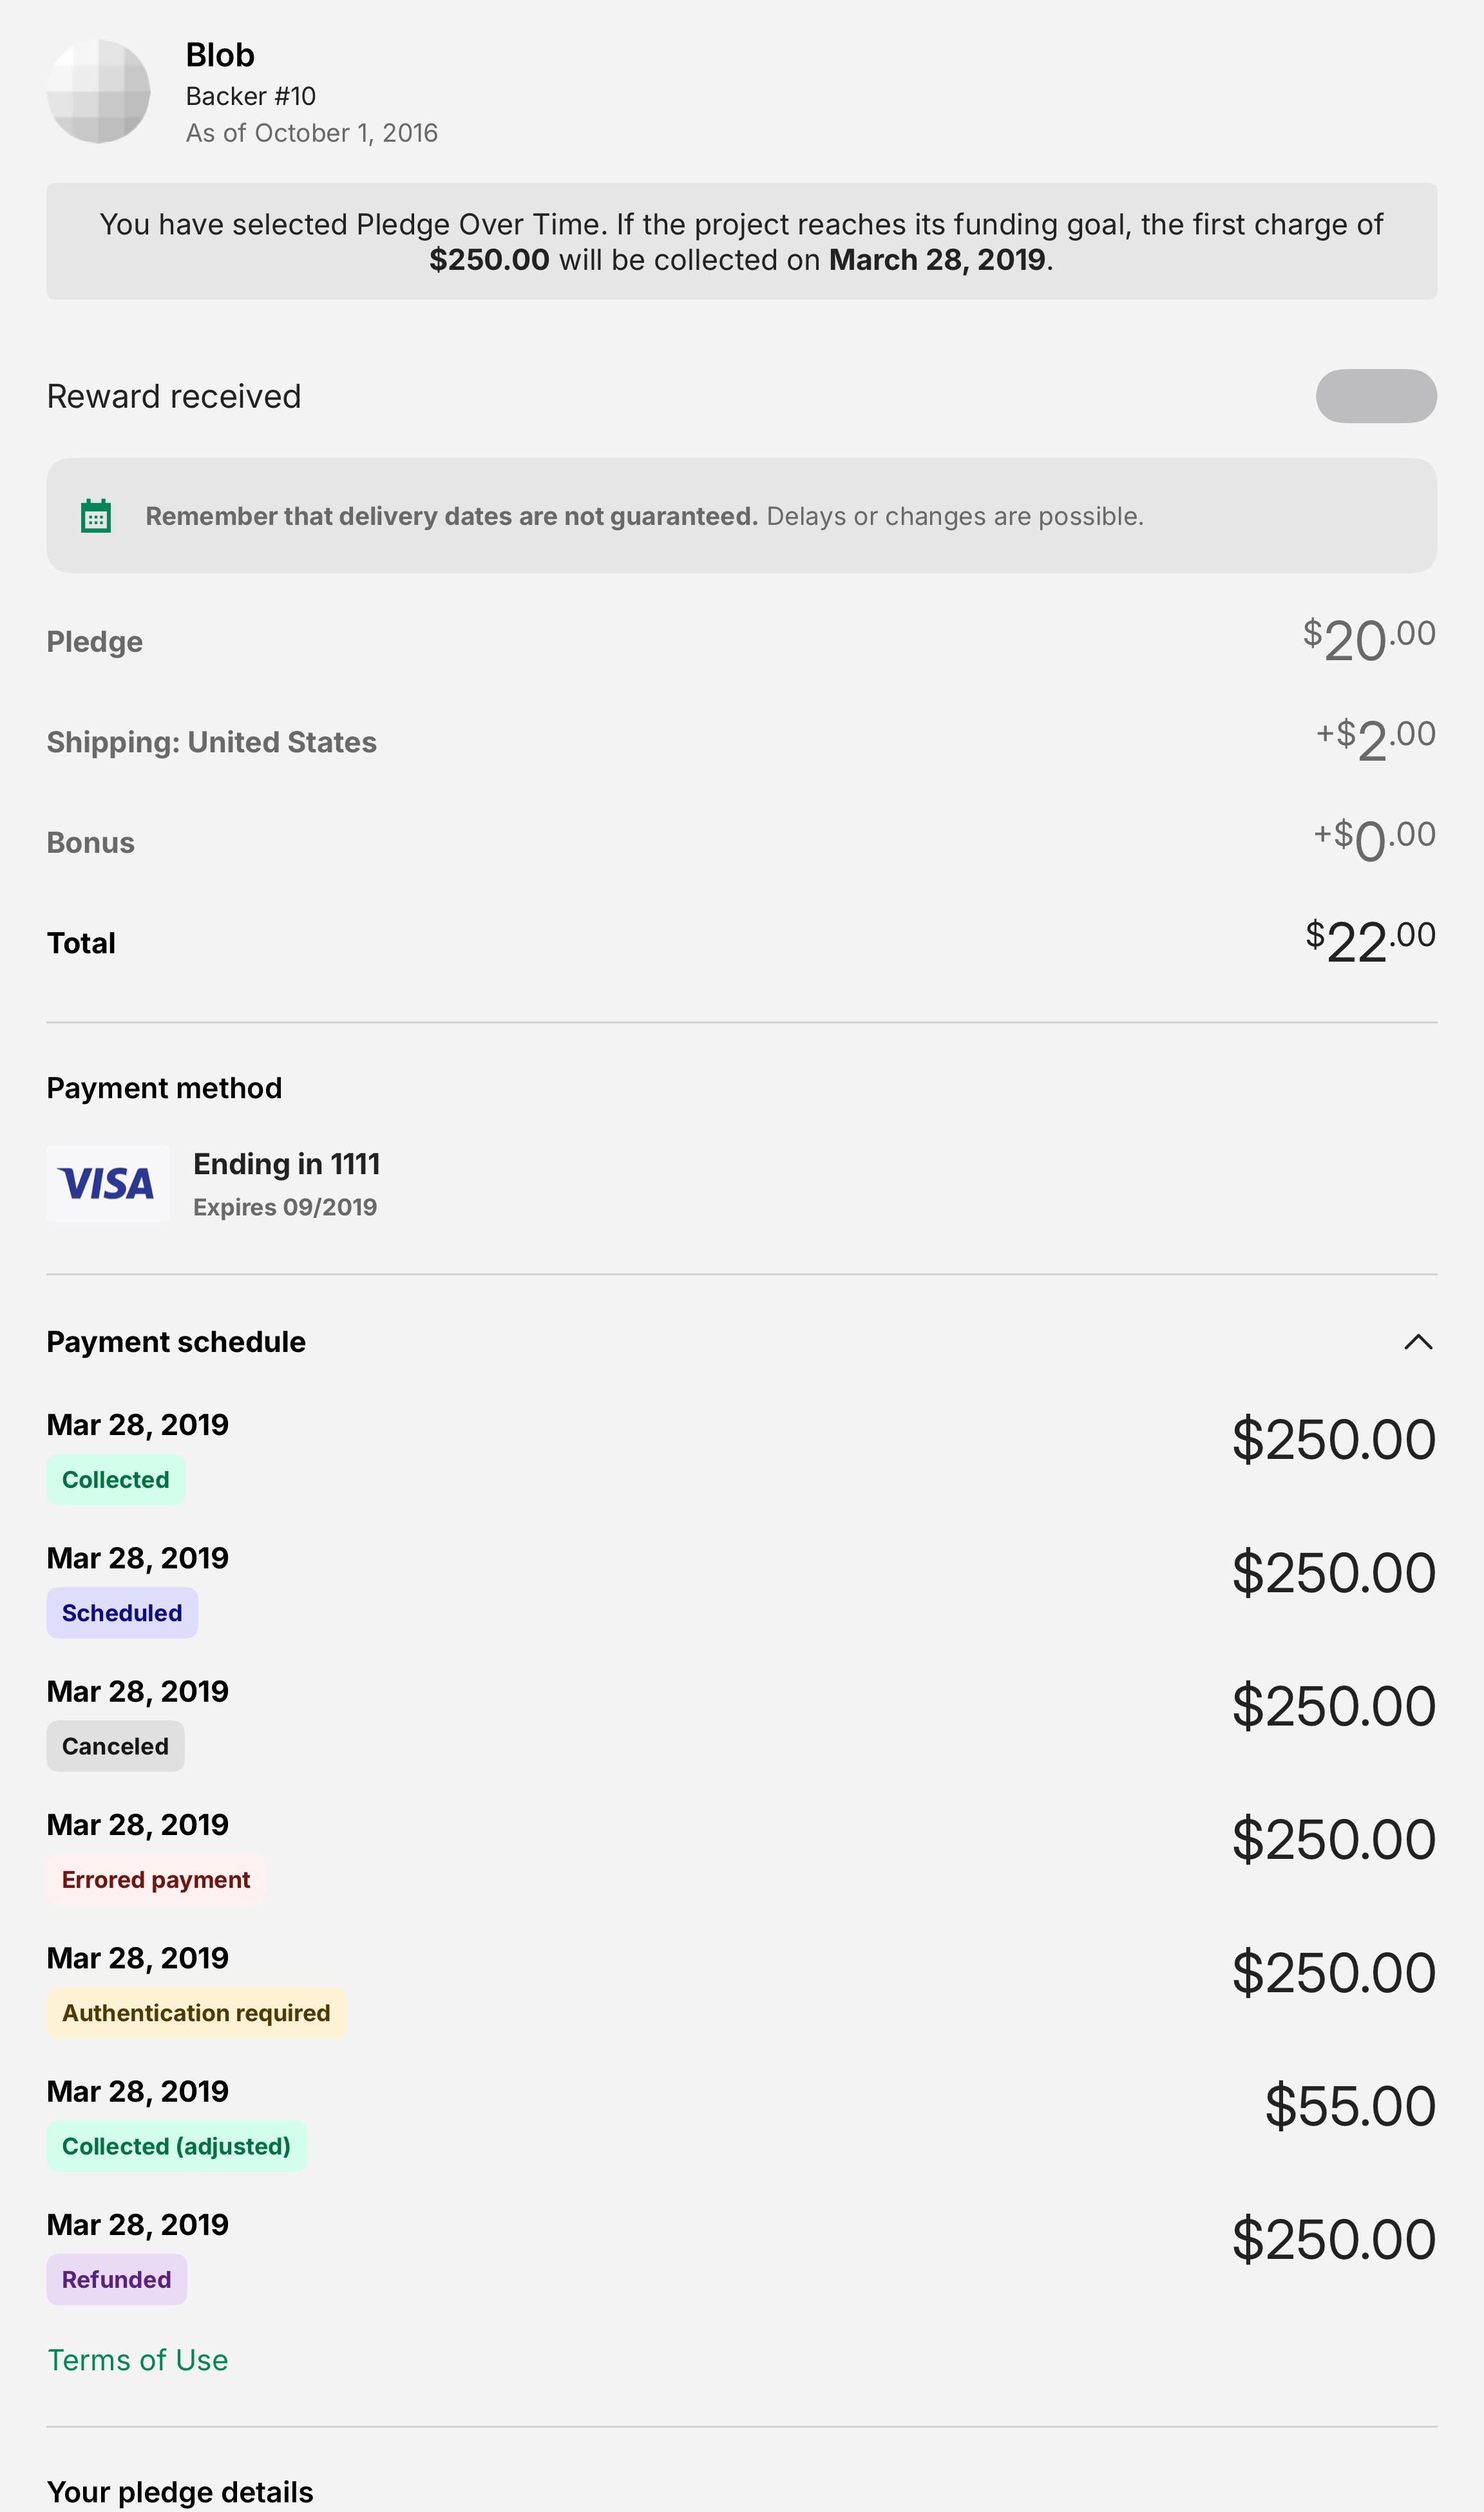 Blob
Backer #10
As of October 1, 2016
You have selected Pledge Over Time. If the project reaches its funding goal, the first charge of
$250.00 will be collected on March 28, 2019.
Reward received
Remember that delivery dates are not guaranteed. Delays or changes are possible.
Pledge $20.00
Shipping: United States +$2.00
Bonus +$0.00
Total $22.00
Payment method
VISA Ending in 1111
Expires 09/2019
Payment schedule
Mar 28, 2019 $250.00
Collected
Mar 28, 2019 $250.00
Scheduled
Mar 28, 2019 $250.00
Canceled
Mar 28, 2019 $250.00
Errored payment
Mar 28, 2019 $250.00
Authentication required
Mar 28, 2019 $55.00
Collected (adjusted)
Mar 28, 2019 $250.00
Refunded
Terms of Use
Your pledge details